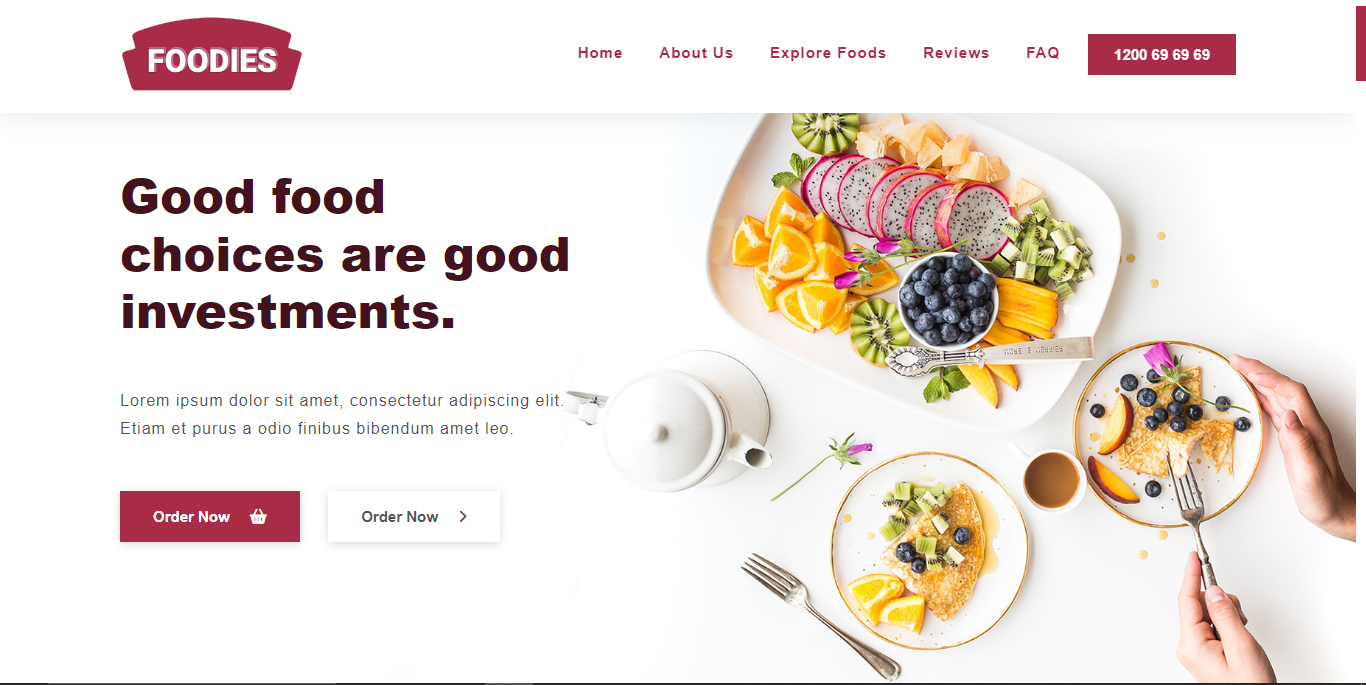 FOODIES
Home About Us Explore Foods Reviews FAQ 1200 69 69 69
Good food
choices are good
investments.
Lorem ipsum dolor sit amet, consectetur adipiscing elit.
Etiam et purus a odio finibus bibendum amet leo.
Order Now Order Now